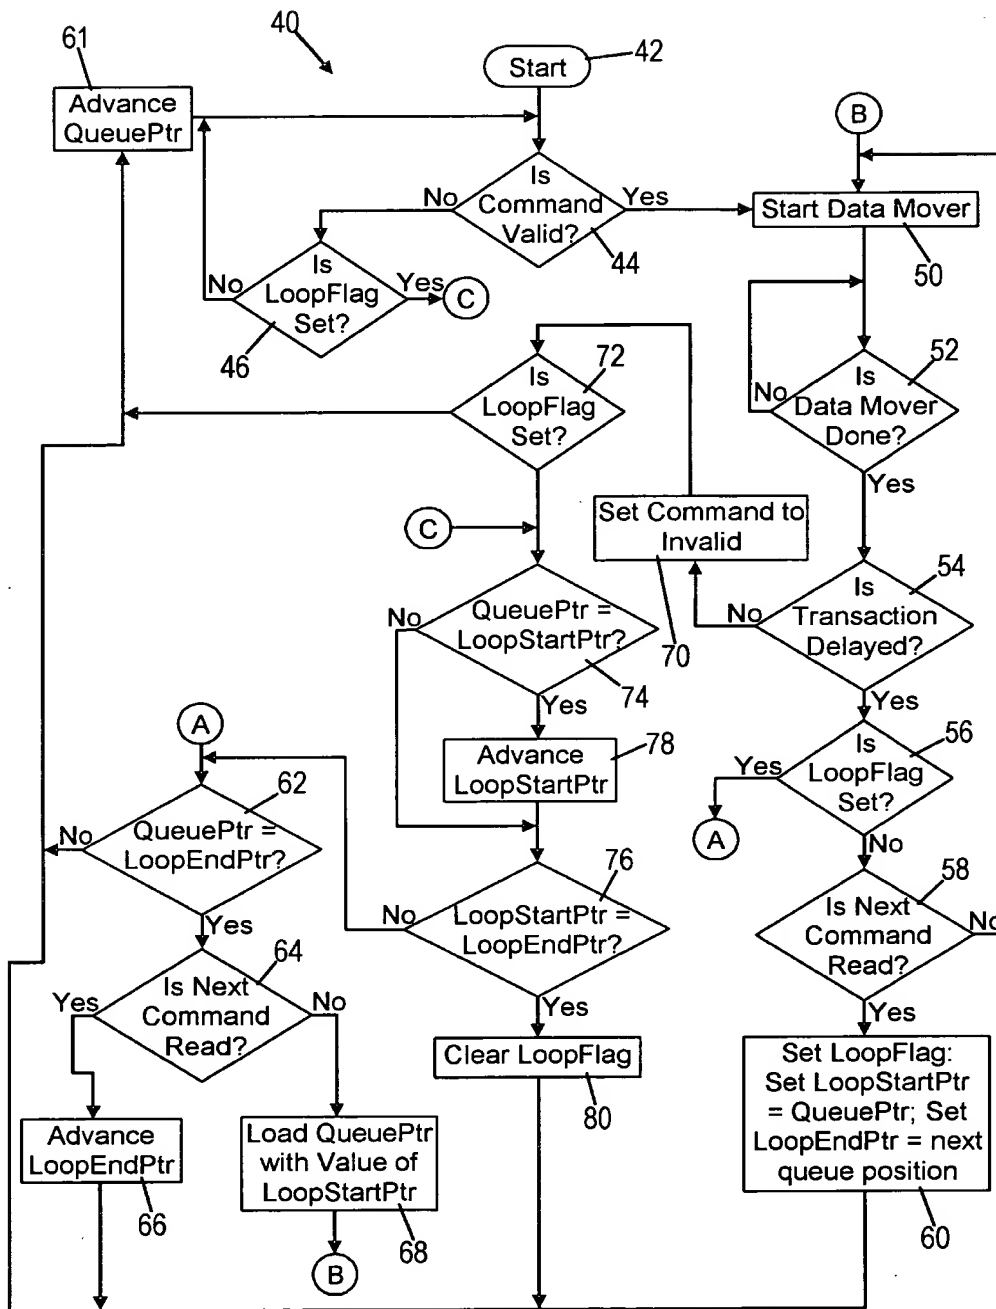 61
40
42
Start
Advance
QueuePtr
B
Is
Command
Valid?
No
Yes
44
Start Data Mover
50
Is
LoopFlag
Set?
No
Yes
C
46
72
Is
LoopFlag
Set?
52
Is
Data Mover
Done?
No
Yes
C
Set Command to
Invalid
70
54
Is
Transaction
Delayed?
No
Yes
No
QueuePtr =
LoopStartPtr?
74
Yes
A
Advance
LoopStartPtr
78
56
Is
LoopFlag
Set?
Yes
A
No
62
QueuePtr =
LoopEndPtr?
No
Yes
76
LoopStartPtr =
LoopEndPtr?
No
Yes
58
Is Next
Command
Read?
No
Yes
64
Is Next
Command
Read?
Yes
No
Clear LoopFlag
80
Set LoopFlag:
Set LoopStartPtr
= QueuePtr; Set
LoopEndPtr = next
queue position
60
Advance
LoopEndPtr
66
Load QueuePtr
with Value of
LoopStartPtr
68
B